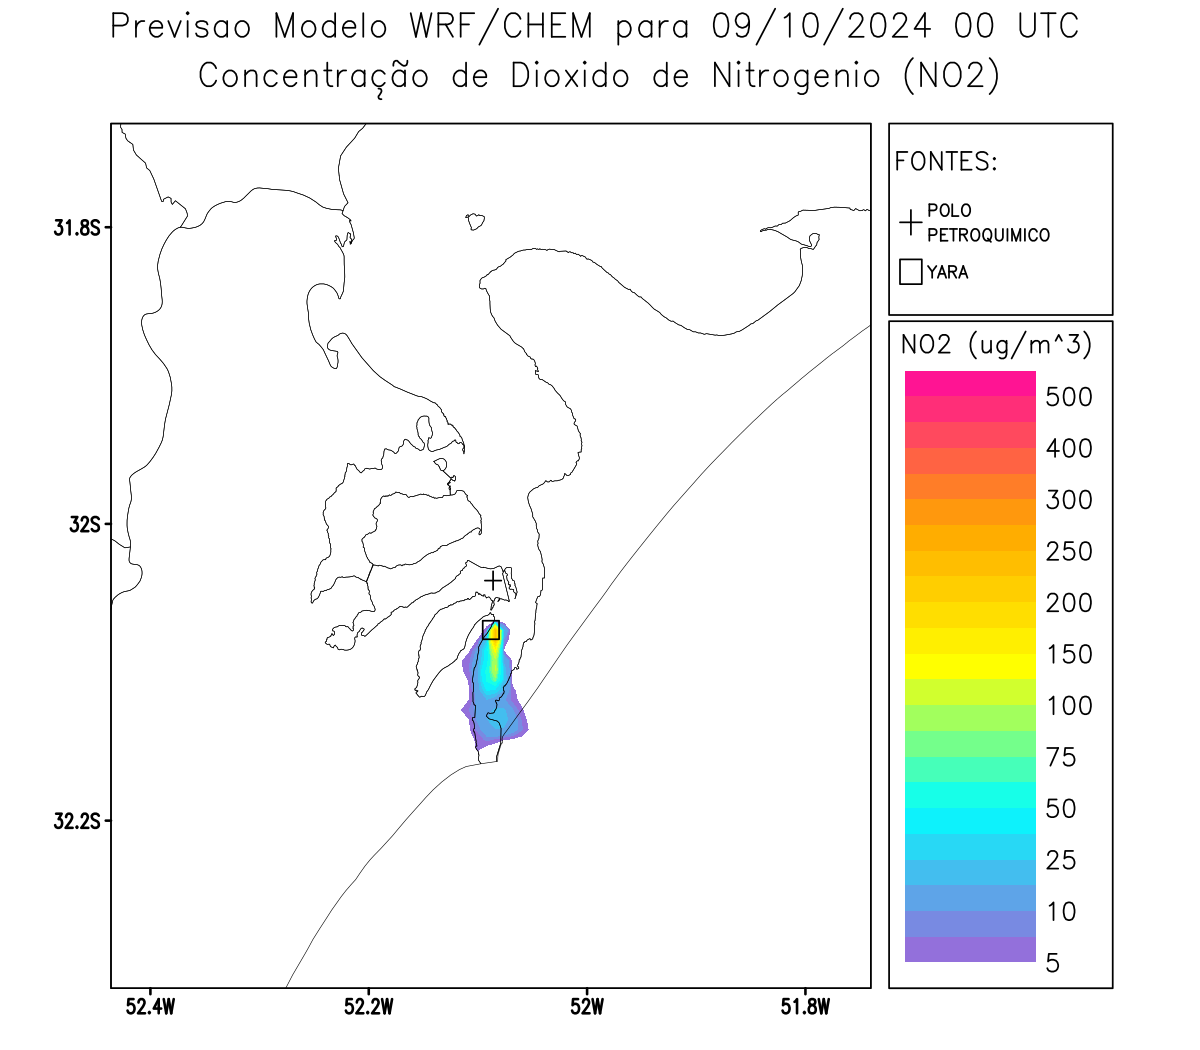 Previsao Modelo WRF/CHEM para 09/10/2024 00 UTC
Concentração de Dioxido de Nitrogenio (NO2)
FONTES:
POLO
PETROQUIMICO
YARA
NO2 (ug/m^3)
500
400
300
250
200
150
100
75
50
25
10
5
31.8S
32S
32.2S
52.4W
52.2W
52W
51.8W